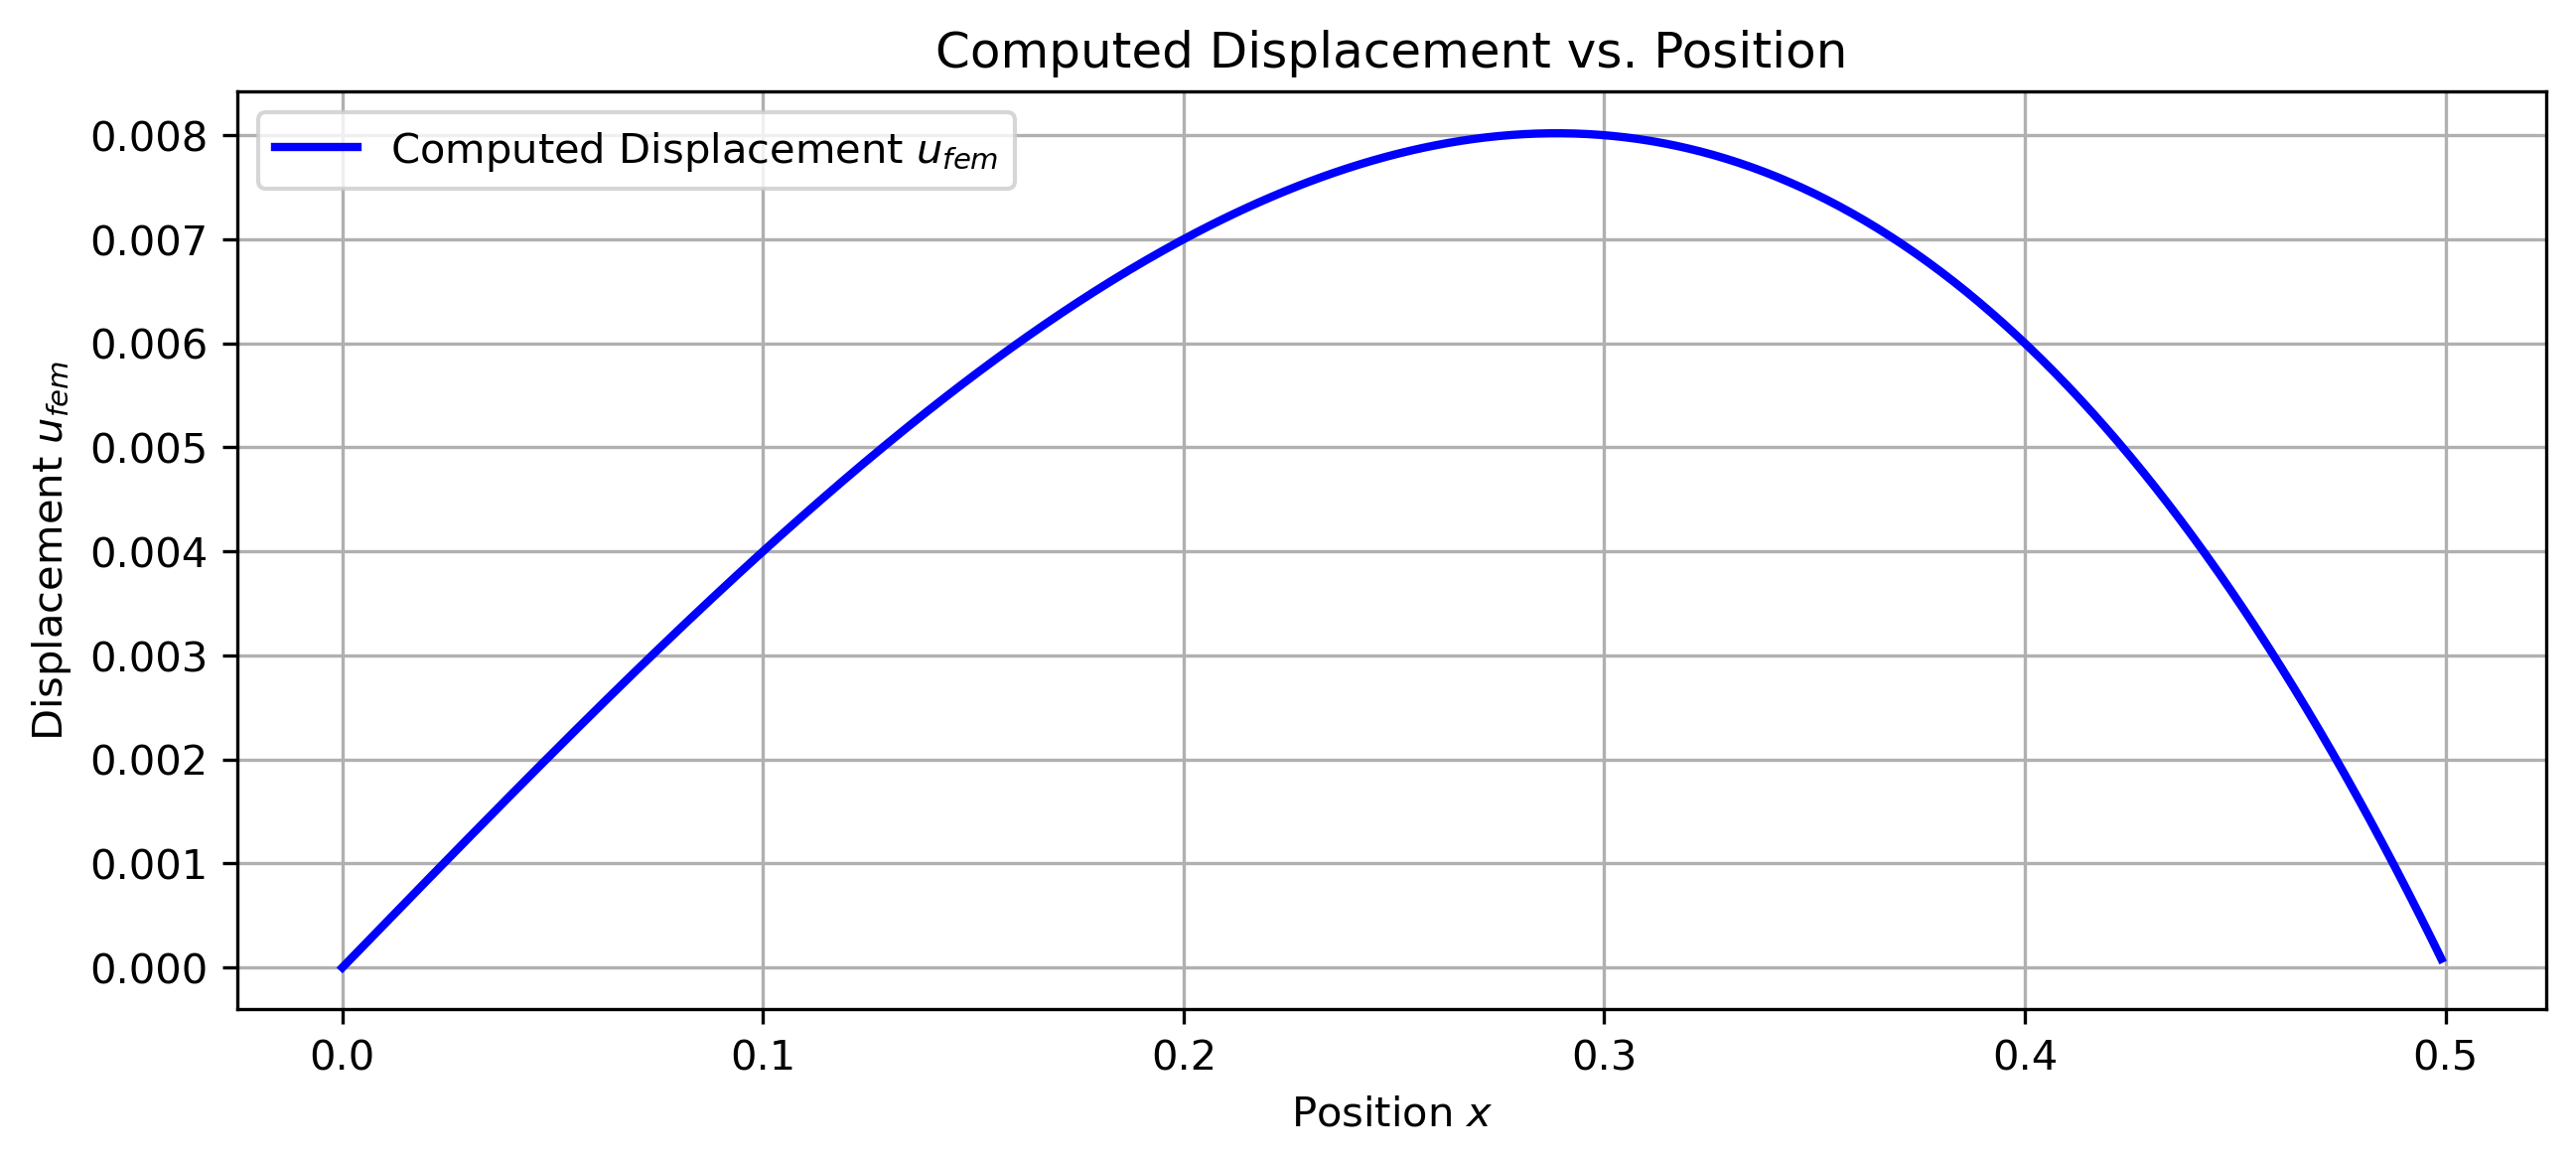 Computed Displacement vs. Position
Computed Displacement u_fem
Displacement u_fem
0.008
0.007
0.006
0.005
0.004
0.003
0.002
0.001
0.000
0.0 0.1 0.2 0.3 0.4 0.5
Position x